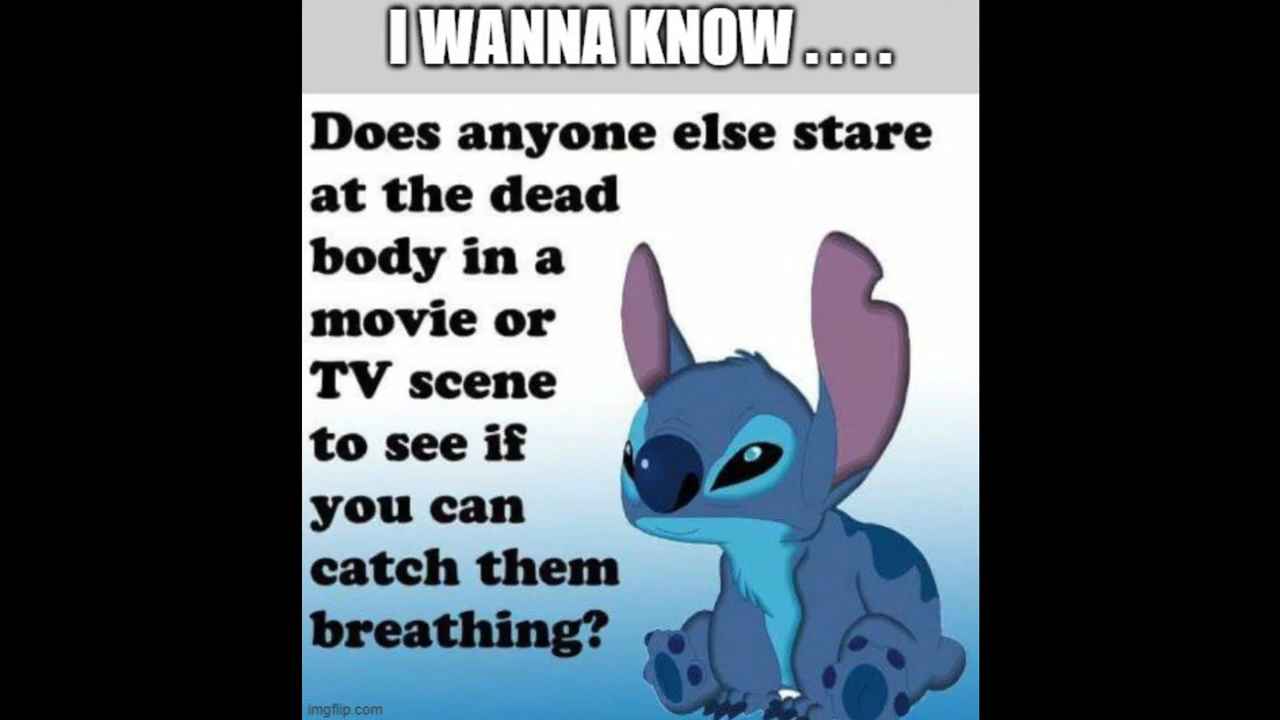 I WANNA KNOW . . . .
Does anyone else stare
at the dead
body in a
movie or
TV scene
to see if
you can
catch them
breathing?
imgflip.com